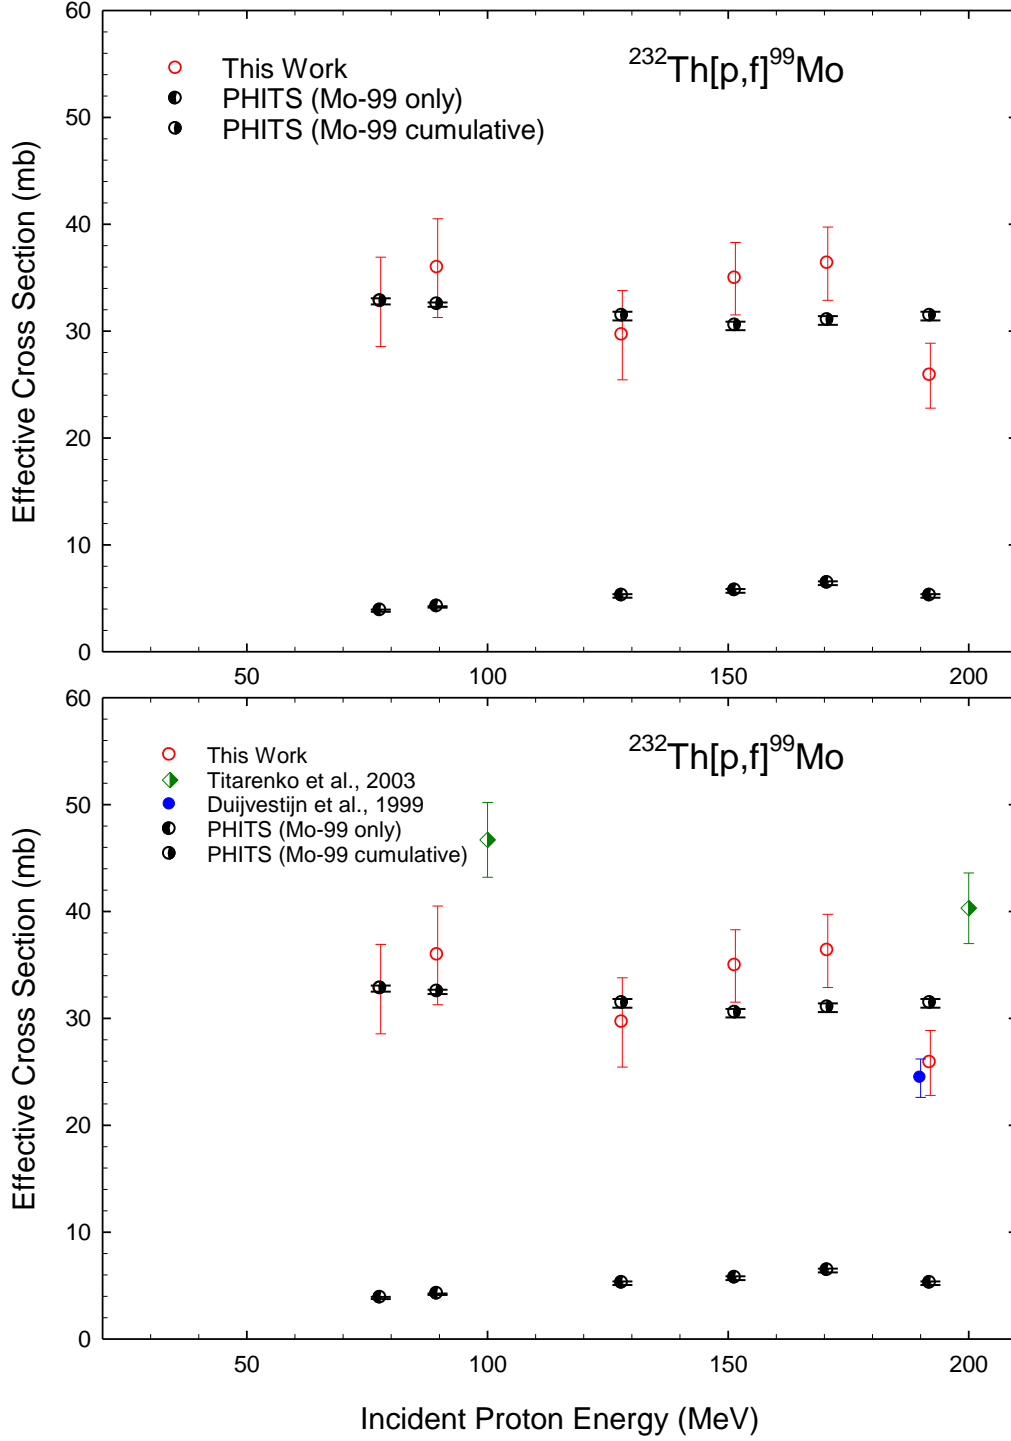 60
50
40
30
20
10
0
Effective Cross Section (mb)
This Work
PHITS (Mo-99 only)
PHITS (Mo-99 cumulative)
232Th[p,f]99Mo
50 100 150 200
60
50
40
30
20
10
0
Effective Cross Section (mb)
This Work
Titarenko et al., 2003
Duijvestijn et al., 1999
PHITS (Mo-99 only)
PHITS (Mo-99 cumulative)
232Th[p,f]99Mo
50 100 150 200
Incident Proton Energy (MeV)